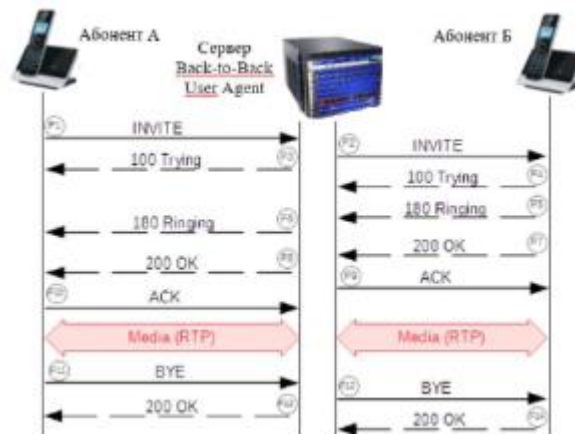 Абонент А
Сервер
Back-to-Back
User Agent
Абонент Б
INVITE
100 Trying
180 Ringing
200 OK
ACK
Media (RTP)
BYE
200 OK
INVITE
100 Trying
180 Ringing
200 OK
ACK
Media (RTP)
BYE
200 OK